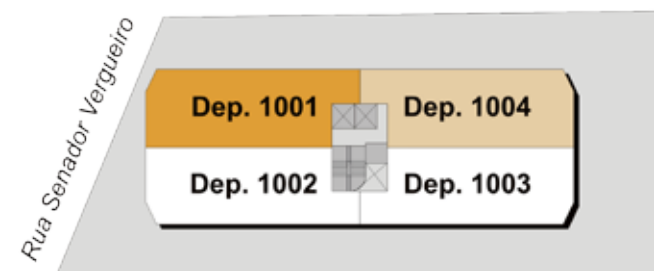 Rua Senador Vergueiro
Dep. 1001
Dep. 1004
Dep. 1002
Dep. 1003